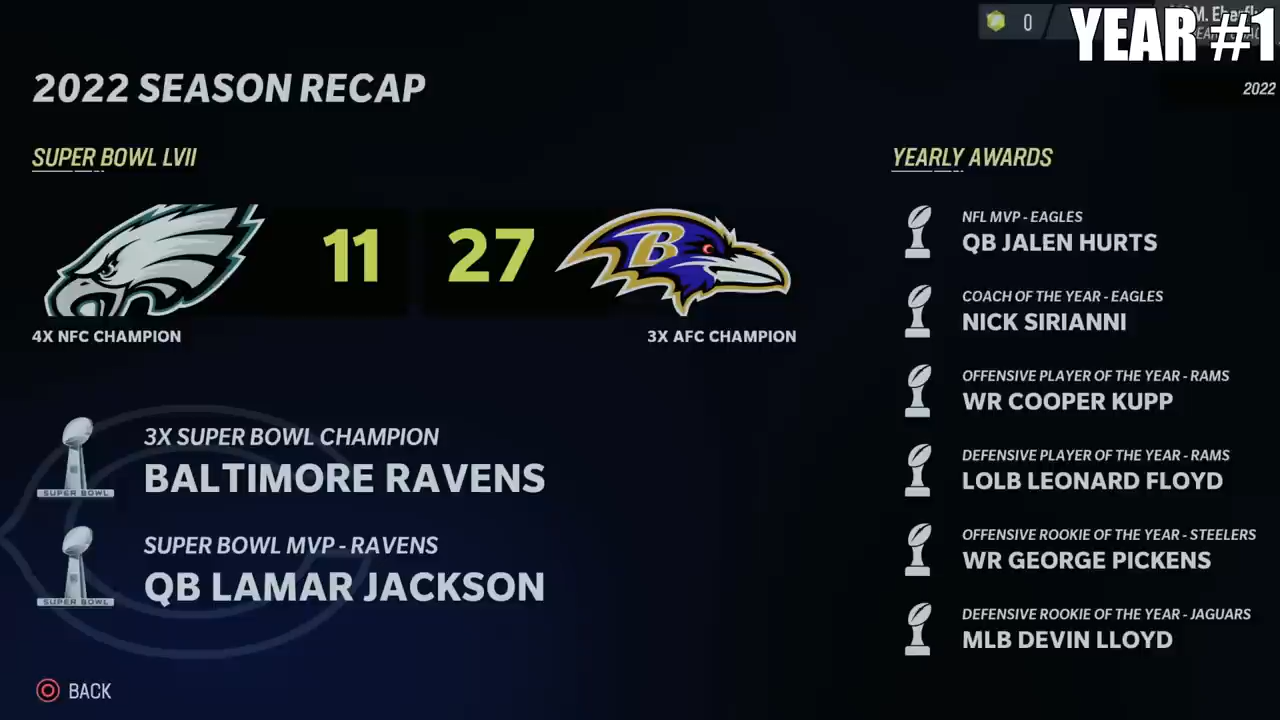 0
YEAR #1
2022
2022 SEASON RECAP
SUPER BOWL LVII
11
27
B
4X NFC CHAMPION
3X AFC CHAMPION
SUPER BOWL
3X SUPER BOWL CHAMPION
BALTIMORE RAVENS
SUPER BOWL
SUPER BOWL MVP - RAVENS
QB LAMAR JACKSON
BACK
YEARLY AWARDS
NFL MVP - EAGLES
QB JALEN HURTS
COACH OF THE YEAR - EAGLES
NICK SIRIANNI
OFFENSIVE PLAYER OF THE YEAR - RAMS
WR COOPER KUPP
DEFENSIVE PLAYER OF THE YEAR - RAMS
LOLB LEONARD FLOYD
OFFENSIVE ROOKIE OF THE YEAR - STEELERS
WR GEORGE PICKENS
DEFENSIVE ROOKIE OF THE YEAR - JAGUARS
MLB DEVIN LLOYD